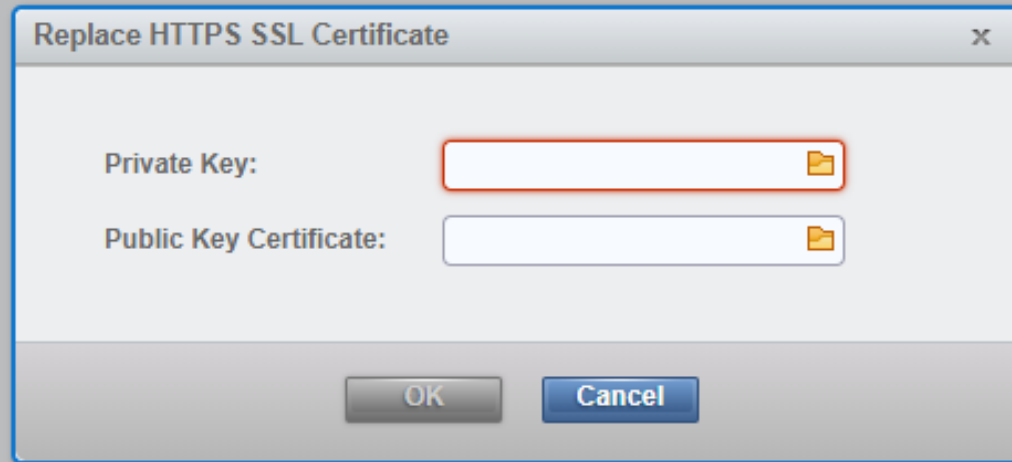 Replace HTTPS SSL Certificate x
Private Key:
Public Key Certificate:
OK Cancel